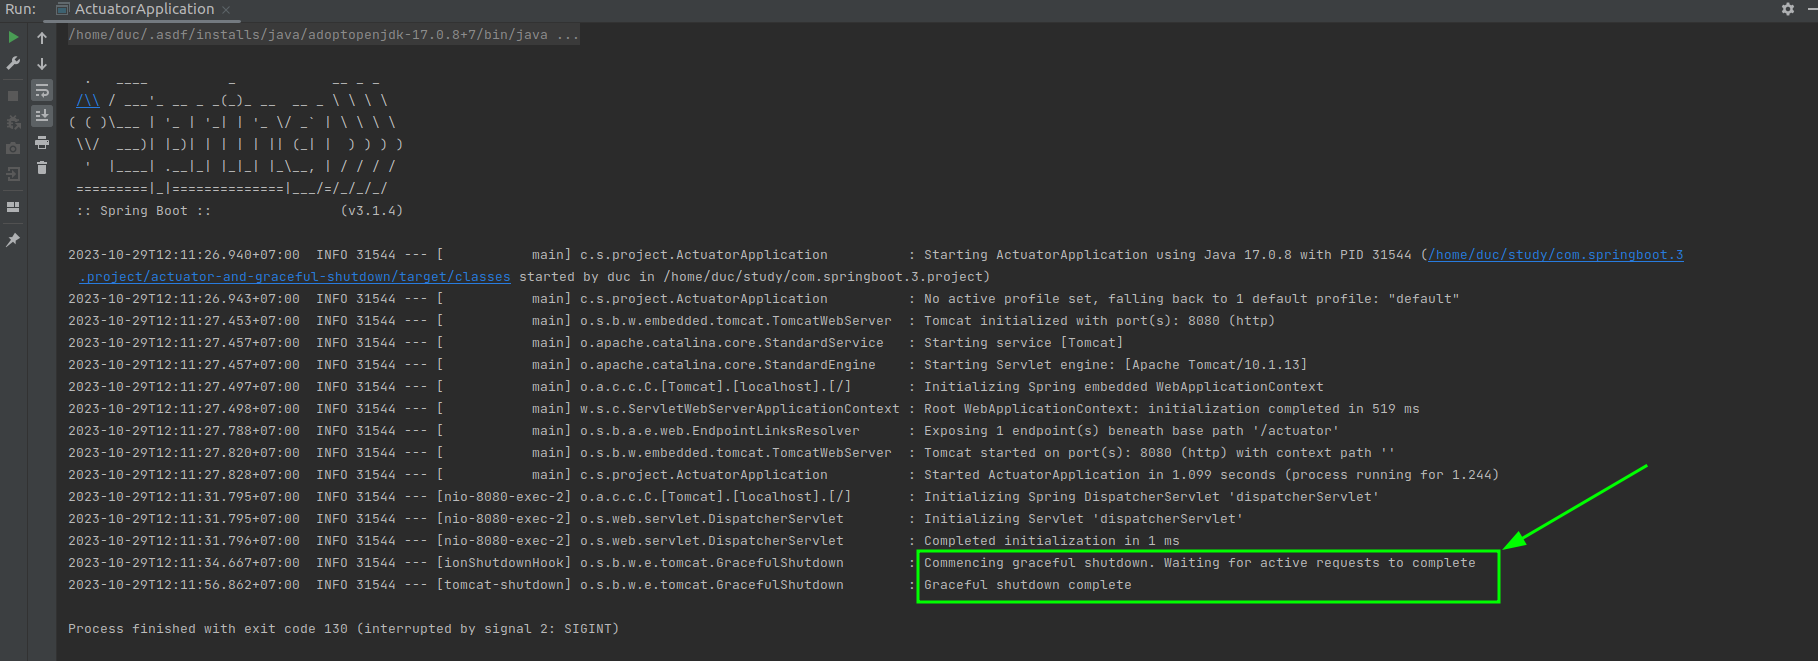 Run: ActuatorApplication
/home/duc/.asdf/installs/java/adoptopenjdk-17.0.8+7/bin/java ...
  .   ____          _            __ _ _
 /\\ / ___'_ __ _ _(_)_ __  __ _ \ \ \ \
( ( )\___ | '_ | '_| | '_ \/ _` | \ \ \ \
 \\/  ___)| |_)| | | | | || (_| |  ) ) ) )
  '  |____| .__|_| |_|_| |_\__, | / / / /
 =========|_|==============|___/=/_/_/_/
 :: Spring Boot ::                (v3.1.4)
2023-10-29T12:11:26.940+07:00  INFO 31544 --- [           main] c.s.project.ActuatorApplication          : Starting ActuatorApplication using Java 17.0.8 with PID 31544 (/home/duc/study/com.springboot.3
.project/actuator-and-graceful-shutdown/target/classes started by duc in /home/duc/study/com.springboot.3.project)
2023-10-29T12:11:26.943+07:00  INFO 31544 --- [           main] c.s.project.ActuatorApplication          : No active profile set, falling back to 1 default profile: "default"
2023-10-29T12:11:27.453+07:00  INFO 31544 --- [           main] o.s.b.w.embedded.tomcat.TomcatWebServer  : Tomcat initialized with port(s): 8080 (http)
2023-10-29T12:11:27.457+07:00  INFO 31544 --- [           main] o.apache.catalina.core.StandardService   : Starting service [Tomcat]
2023-10-29T12:11:27.457+07:00  INFO 31544 --- [           main] o.apache.catalina.core.StandardEngine    : Starting Servlet engine: [Apache Tomcat/10.1.13]
2023-10-29T12:11:27.497+07:00  INFO 31544 --- [           main] o.a.c.c.C.[Tomcat].[localhost].[/]       : Initializing Spring embedded WebApplicationContext
2023-10-29T12:11:27.498+07:00  INFO 31544 --- [           main] w.s.c.ServletWebServerApplicationContext : Root WebApplicationContext: initialization completed in 519 ms
2023-10-29T12:11:27.788+07:00  INFO 31544 --- [           main] o.s.b.a.e.web.EndpointLinksResolver      : Exposing 1 endpoint(s) beneath base path '/actuator'
2023-10-29T12:11:27.820+07:00  INFO 31544 --- [           main] o.s.b.w.embedded.tomcat.TomcatWebServer  : Tomcat started on port(s): 8080 (http) with context path ''
2023-10-29T12:11:27.828+07:00  INFO 31544 --- [           main] c.s.project.ActuatorApplication          : Started ActuatorApplication in 1.099 seconds (process running for 1.244)
2023-10-29T12:11:31.795+07:00  INFO 31544 --- [nio-8080-exec-2] o.a.c.c.C.[Tomcat].[localhost].[/]       : Initializing Spring DispatcherServlet 'dispatcherServlet'
2023-10-29T12:11:31.795+07:00  INFO 31544 --- [nio-8080-exec-2] o.s.web.servlet.DispatcherServlet        : Initializing Servlet 'dispatcherServlet'
2023-10-29T12:11:31.796+07:00  INFO 31544 --- [nio-8080-exec-2] o.s.web.servlet.DispatcherServlet        : Completed initialization in 1 ms
2023-10-29T12:11:34.667+07:00  INFO 31544 --- [ionShutdownHook] o.s.b.w.e.tomcat.GracefulShutdown        : Commencing graceful shutdown. Waiting for active requests to complete
2023-10-29T12:11:56.862+07:00  INFO 31544 --- [tomcat-shutdown] o.s.b.w.e.tomcat.GracefulShutdown        : Graceful shutdown complete
Process finished with exit code 130 (interrupted by signal 2: SIGINT)